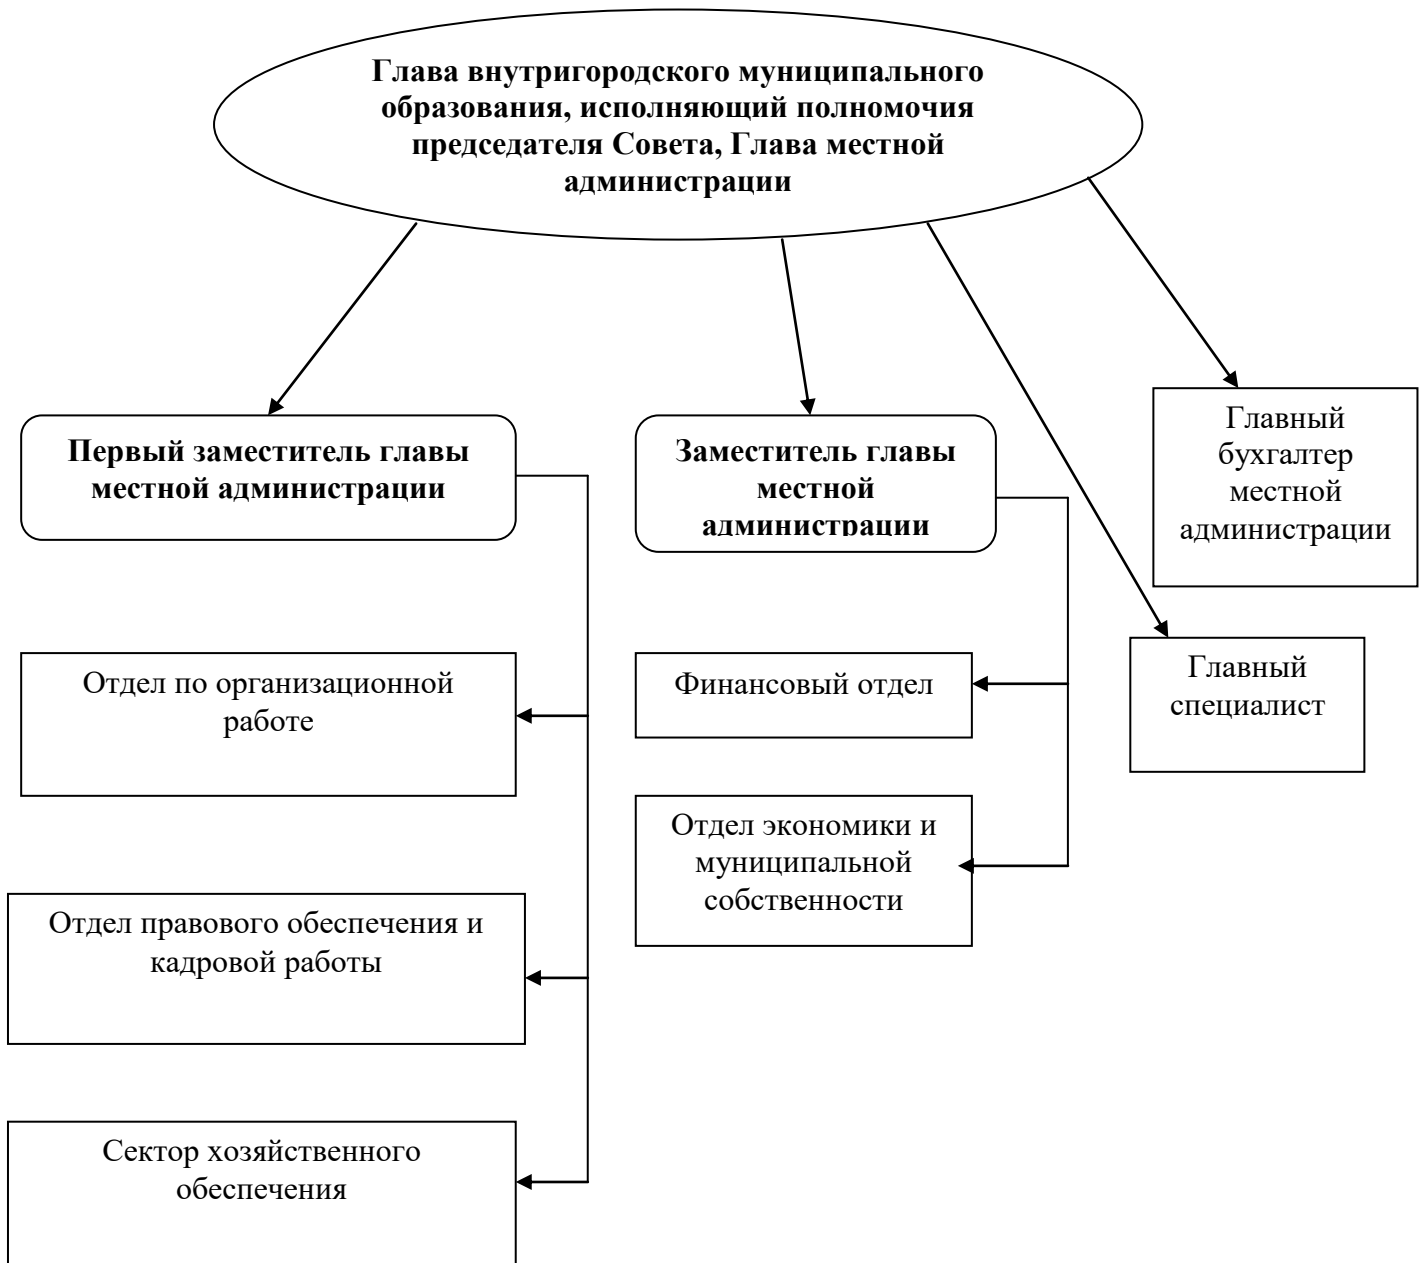 Глава внутригородского муниципального
образования, исполняющий полномочия
председателя Совета, Глава местной
администрации
Первый заместитель главы
местной администрации
Заместитель главы
местной
администрации
Главный
бухгалтер
местной
администрации
Отдел по организационной
работе
Финансовый отдел
Главный
специалист
Отдел экономики и
муниципальной
собственности
Отдел правового обеспечения и
кадровой работы
Сектор хозяйственного
обеспечения